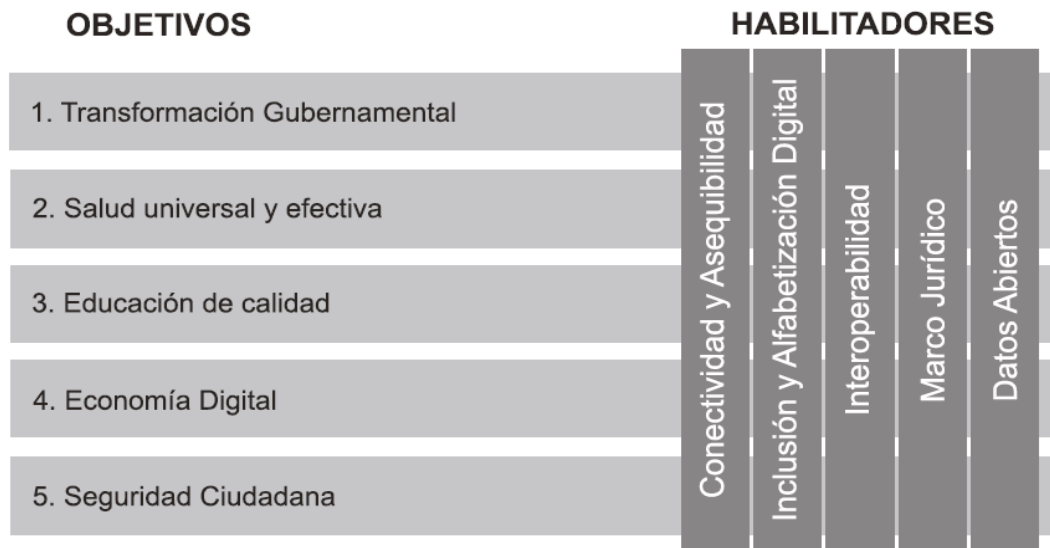 OBJETIVOS
HABILITADORES
1. Transformación Gubernamental
2. Salud universal y efectiva
3. Educación de calidad
4. Economía Digital
5. Seguridad Ciudadana
Conectividad y Asequibilidad
Inclusión y Alfabetización Digital
Interoperabilidad
Marco Jurídico
Datos Abiertos